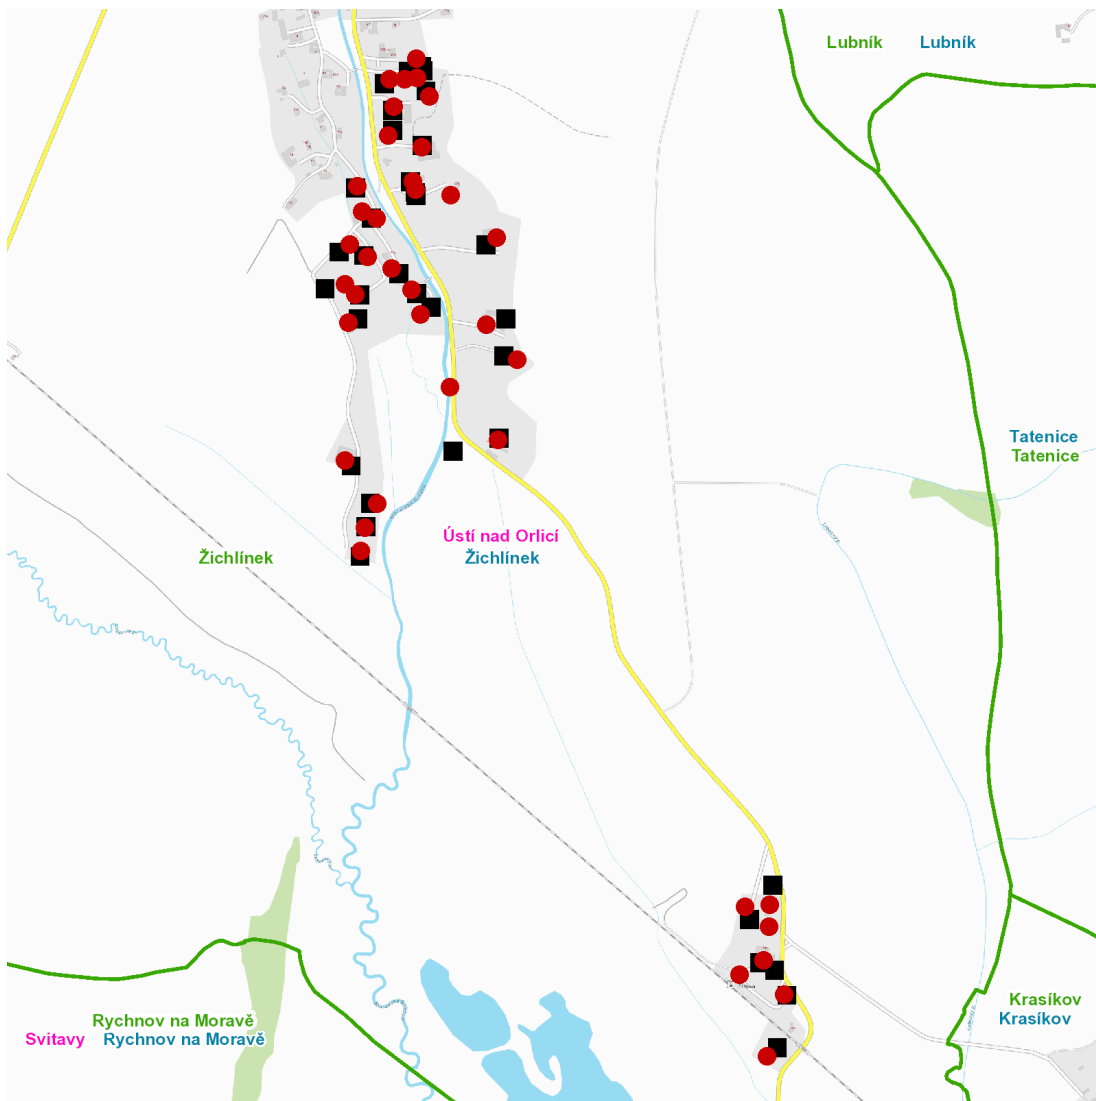 Lubník
Lubník
Tatenice
Tatenice
Ústí nad Orlicí
Žichlínek
Žichlínek
Krasíkov
Krasíkov
Rychnov na Moravě
Svitavy
Rychnov na Moravě